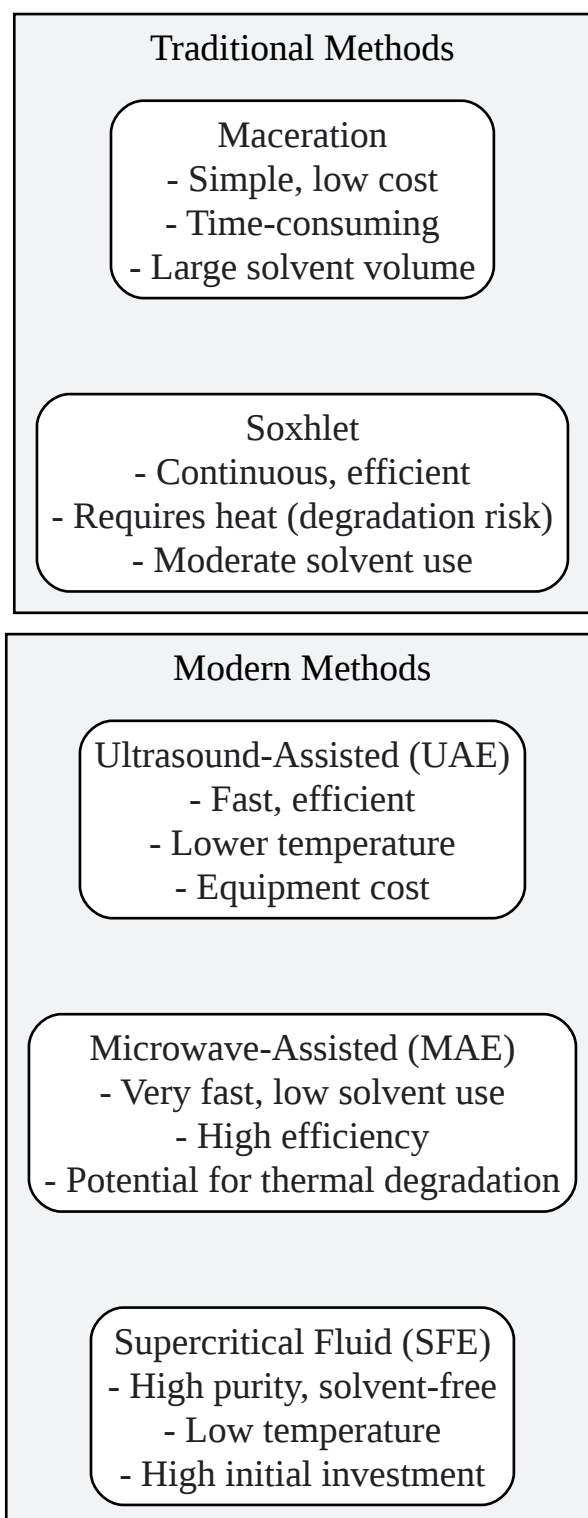 Traditional Methods
Maceration
- Simple, low cost
- Time-consuming
- Large solvent volume
Soxhlet
- Continuous, efficient
- Requires heat (degradation risk)
- Moderate solvent use
Modern Methods
Ultrasound-Assisted (UAE)
- Fast, efficient
- Lower temperature
- Equipment cost
Microwave-Assisted (MAE)
- Very fast, low solvent use
- High efficiency
- Potential for thermal degradation
Supercritical Fluid (SFE)
- High purity, solvent-free
- Low temperature
- High initial investment